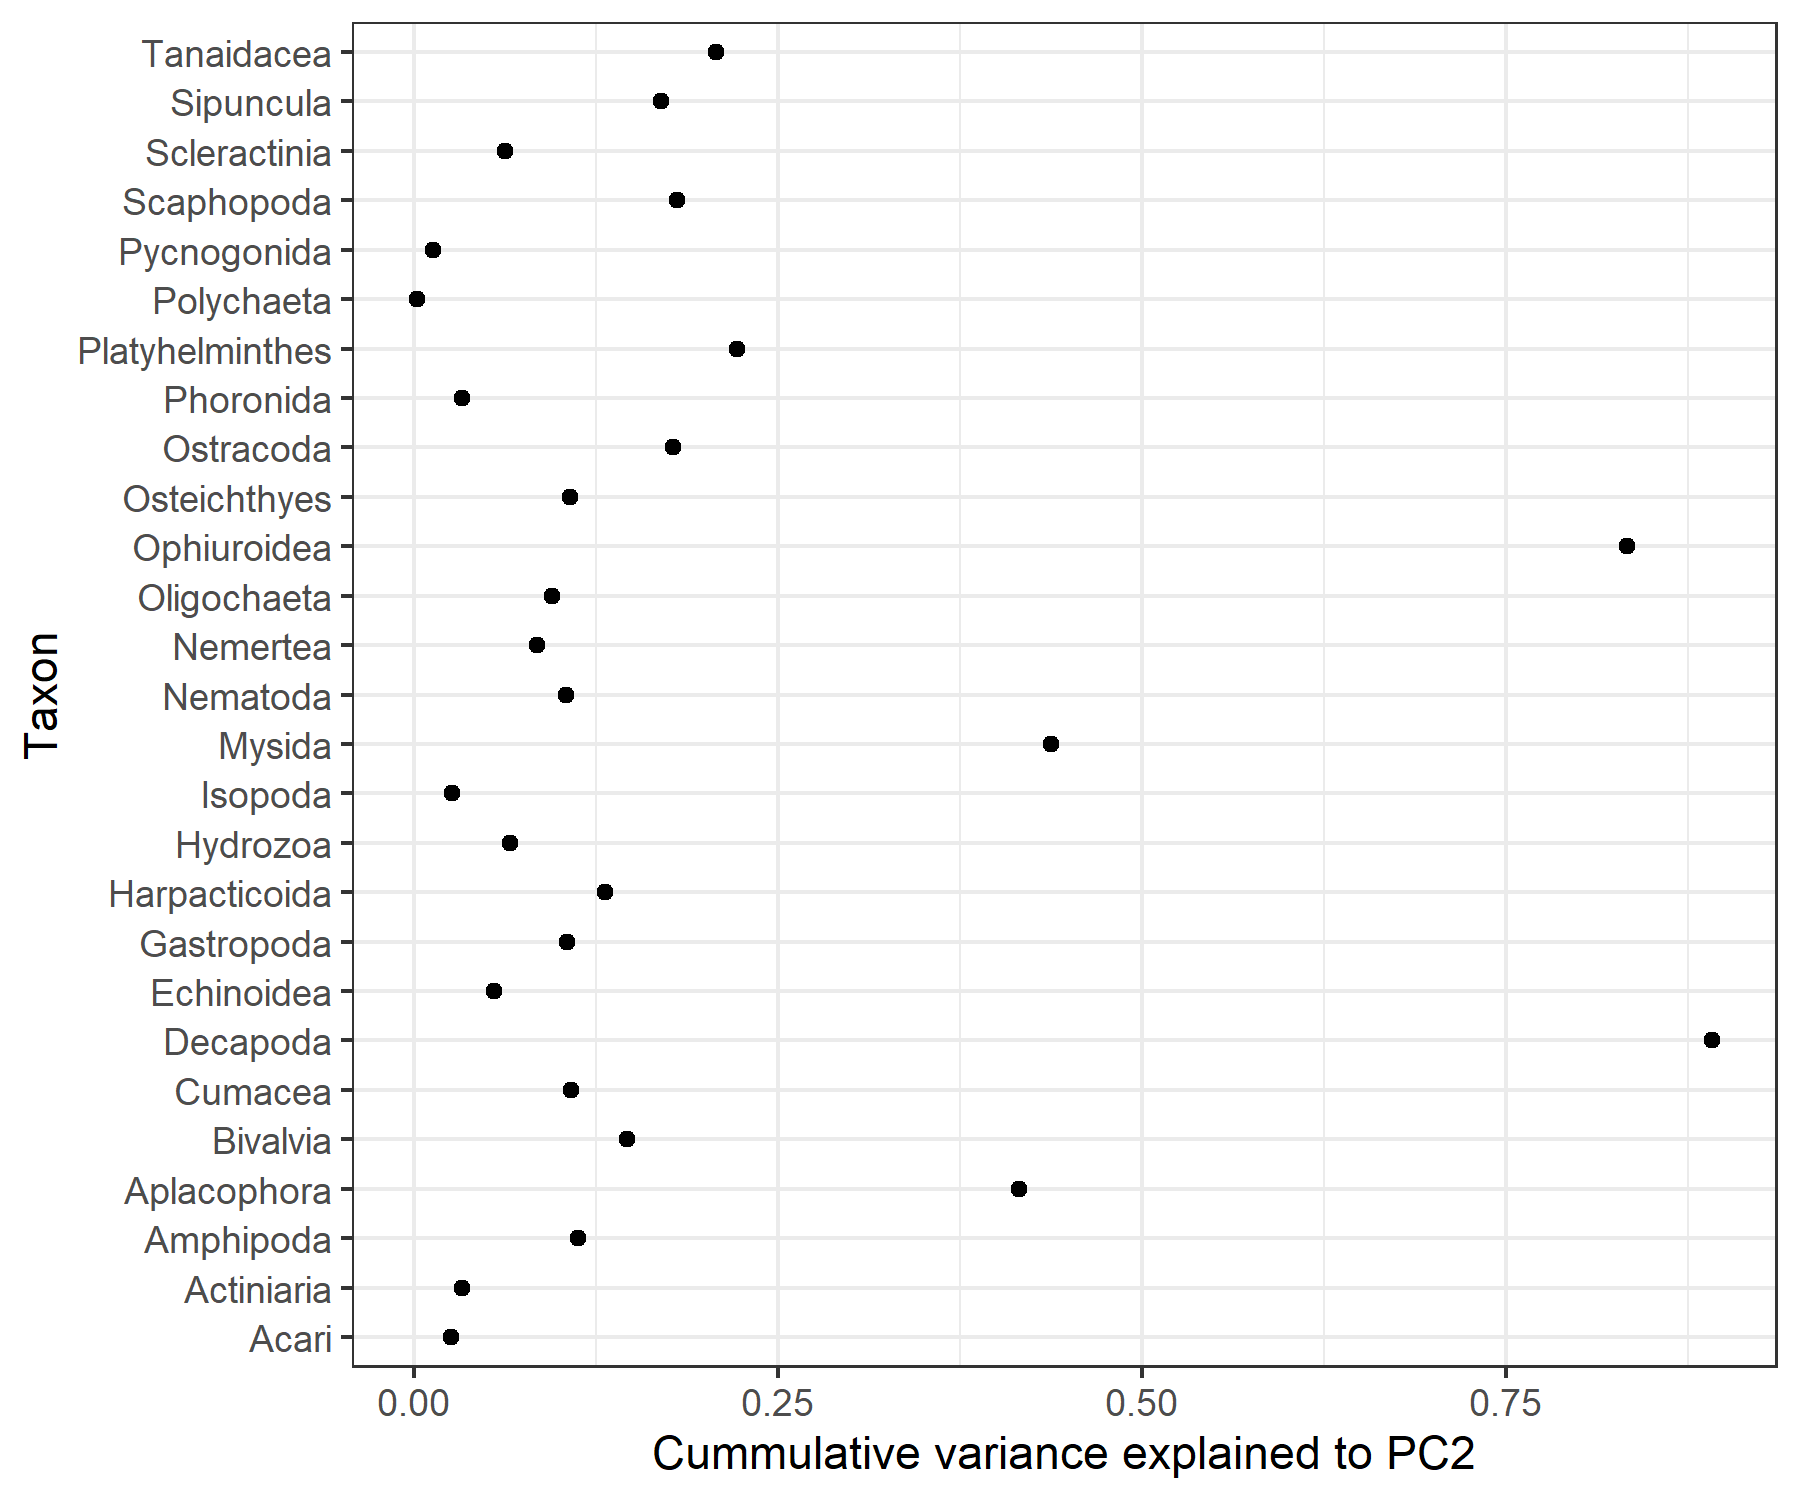 Tanaidacea
Sipuncula
Scleractinia
Scaphopoda
Pycnogonida
Polychaeta
Platyhelminthes
Phoronida
Ostracoda
Osteichthyes
Ophiuroidea
Oligochaeta
Nemertea
Nematoda
Mysida
Isopoda
Hydrozoa
Harpacticoida
Gastropoda
Echinoidea
Decapoda
Cumacea
Bivalvia
Aplacophora
Amphipoda
Actiniaria
Acari
Taxon
0.00 0.25 0.50 0.75
Cummulative variance explained to PC2